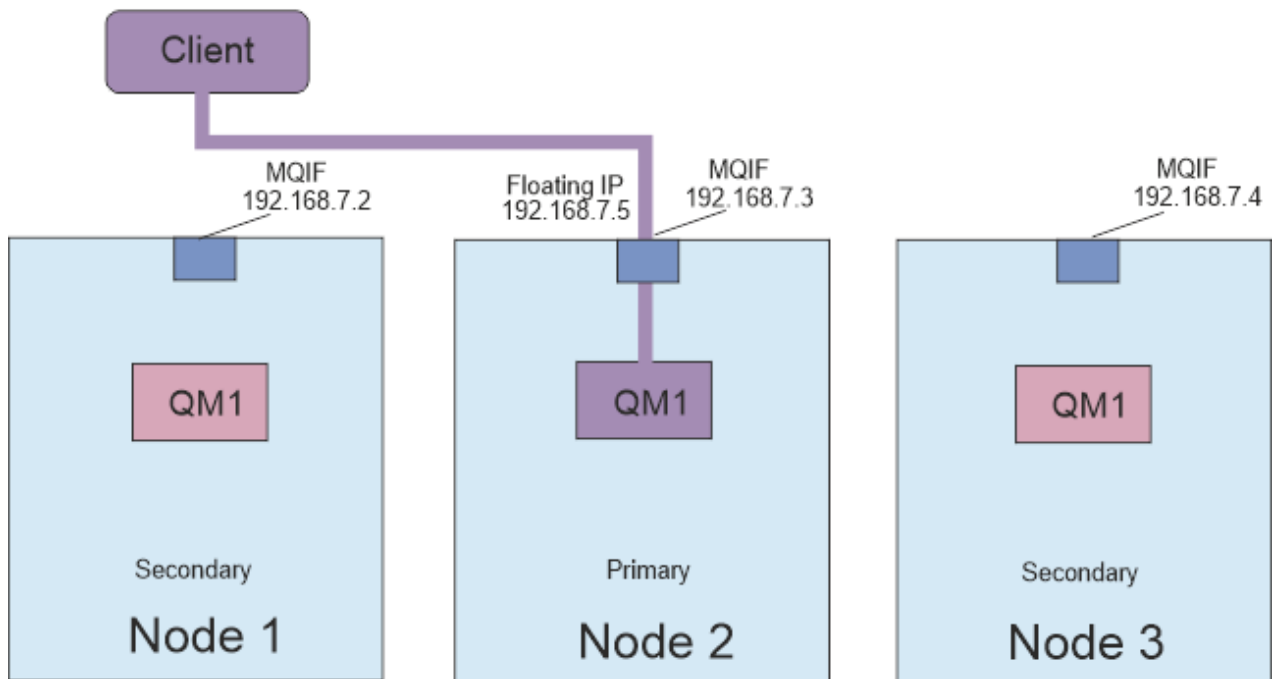 Client
MQIF
192.168.7.2
Floating IP
192.168.7.5
MQIF
192.168.7.3
MQIF
192.168.7.4
QM1
QM1
QM1
Secondary
Primary
Secondary
Node 1
Node 2
Node 3